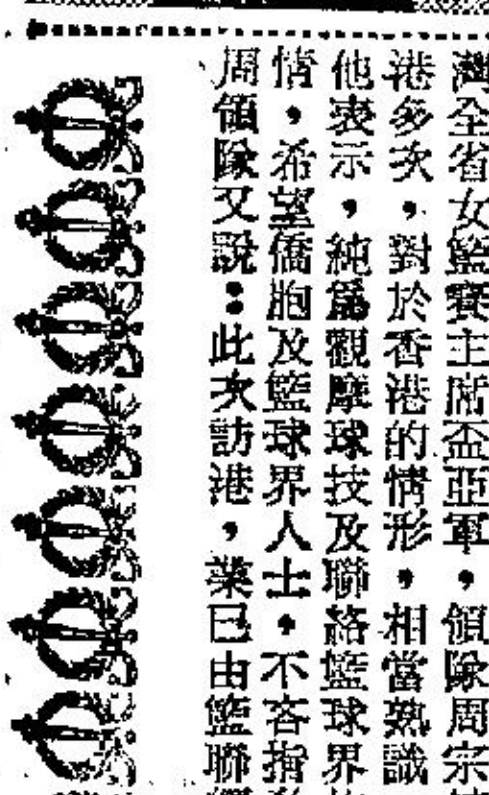 灣全省女籃賽主席盃亞軍，領隊周宗
港多次，對於香港的情形，相當熟識
他表示，純爲觀摩球技及聯絡籃球界
情，希望僑胞及籃球界人士，不吝指
周領隊又說：此次訪港，業已由籃聯